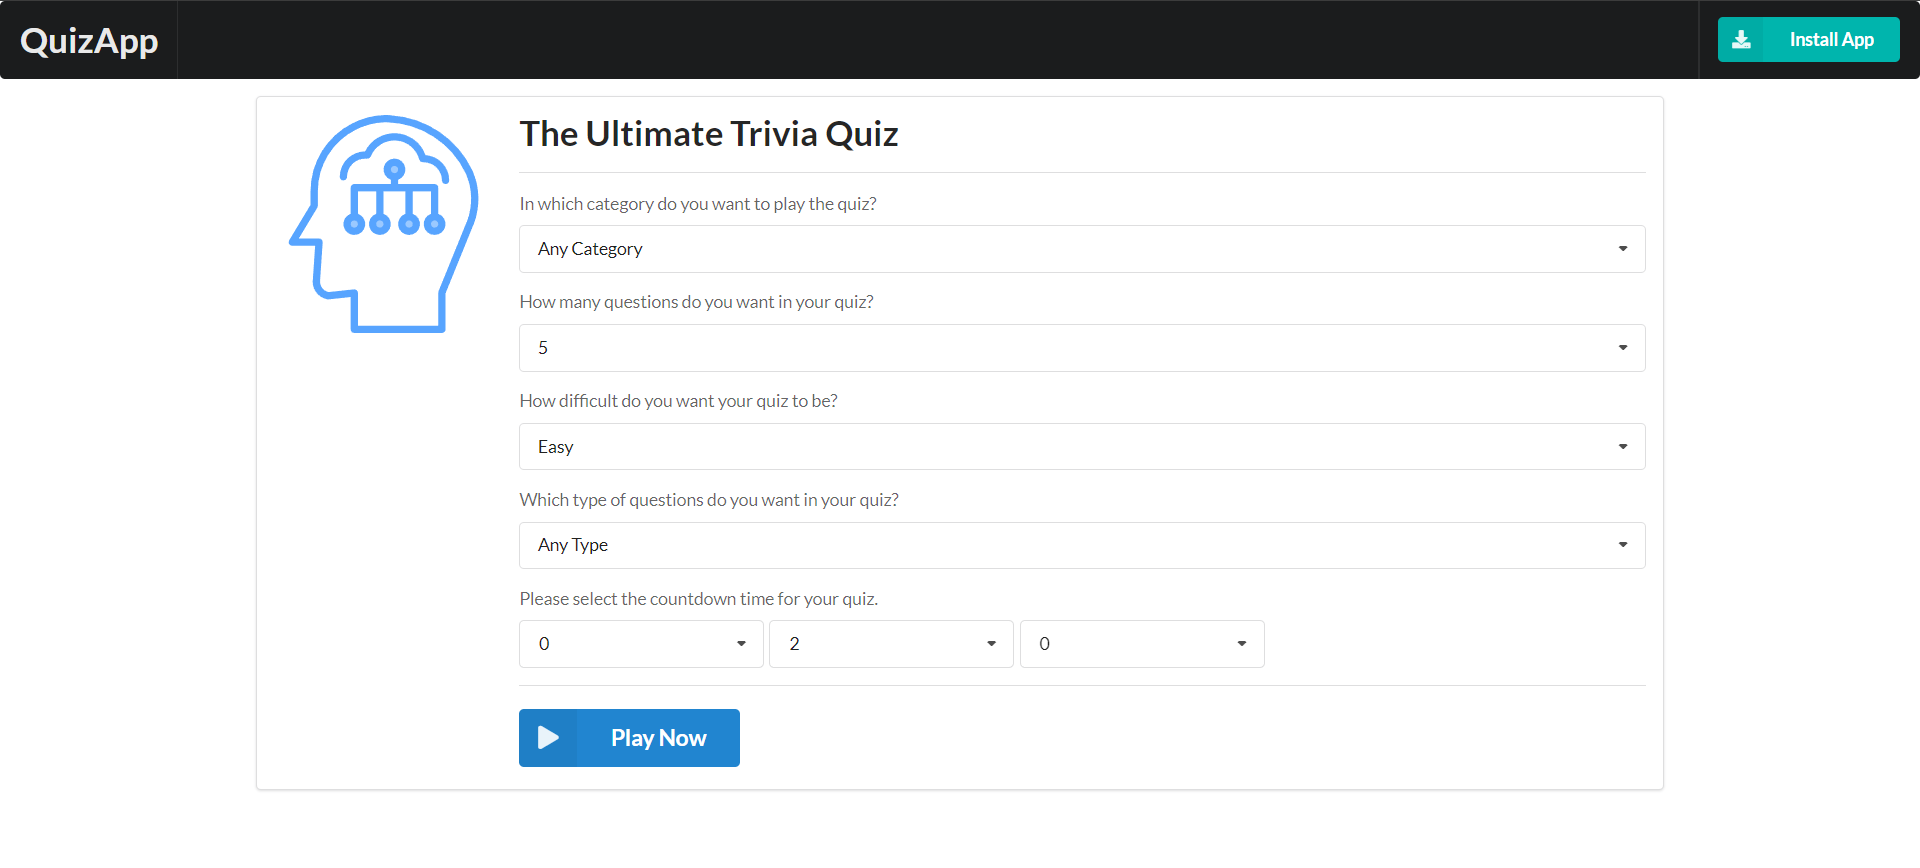 QuizApp
Install App
The Ultimate Trivia Quiz
In which category do you want to play the quiz?
Any Category
How many questions do you want in your quiz?
5
How difficult do you want your quiz to be?
Easy
Which type of questions do you want in your quiz?
Any Type
Please select the countdown time for your quiz.
0 2 0
Play Now